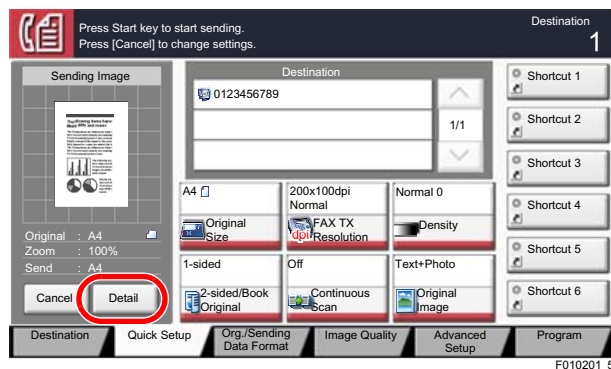 Press Start key to start sending.
Press [Cancel] to change settings.
Destination
1
Sending Image
Original : A4
Zoom : 100%
Send : A4
Cancel
Detail
Destination
0123456789
1/1
A4
Original
Size
200x100dpi
Normal
dpi
FAX TX
Resolution
Normal 0
Density
1-sided
2-sided/Book
Original
Off
Continuous
Scan
Text+Photo
Original
Image
Shortcut 1
Shortcut 2
Shortcut 3
Shortcut 4
Shortcut 5
Shortcut 6
Destination
Quick Setup
Org./Sending
Data Format
Image Quality
Advanced
Setup
Program
F010201_5